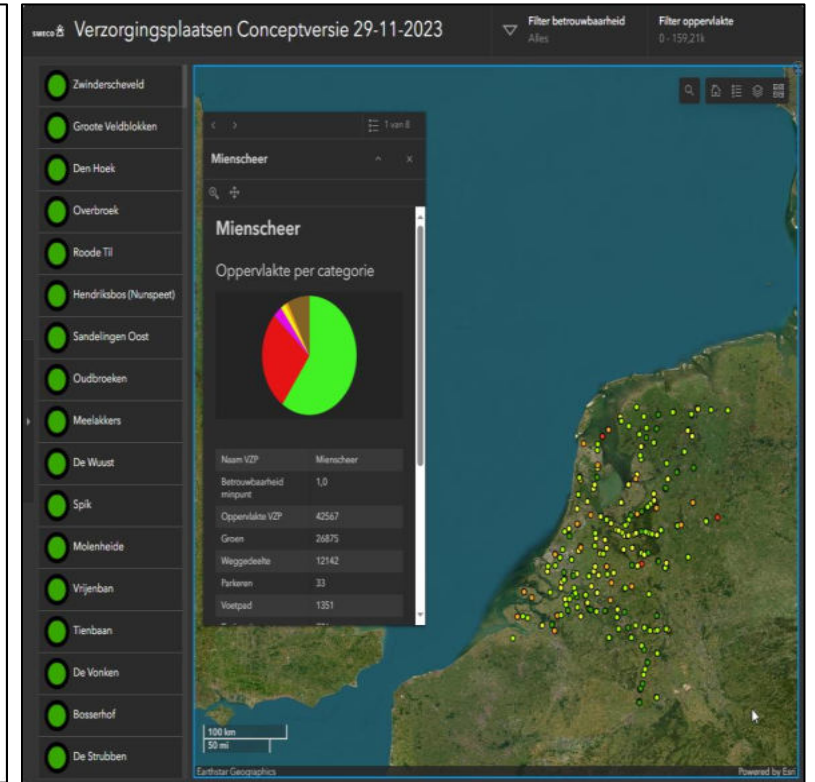 sweco Verzorgingsplaatsen Conceptversie 29-11-2023
Filter betrouwbaarheid
Alles
Filter oppervlakte
0 - 159,21k
Zwinderscheveld
Groote Veldblokken
Den Hoek
Overbroek
Roode Til
Hendriksbos (Nunspeet)
Sandelingen Oost
Oudbroeken
Meelakkers
De Wuust
Spik
Molenheide
Vrijenban
Tienbaan
De Vonken
Bosserhof
De Strubben
1 van 8
Mienscheer
Mienscheer
Oppervlakte per categorie
Naam VZP Mienscheer
Betrouwbaarheid minpunt 1,0
Oppervlakte VZP 42567
Groen 26875
Weggedeelte 12142
Parkeren 33
Voetpad 1351
100 km
50 mi
Earthstar Geographics
Powered by Esri